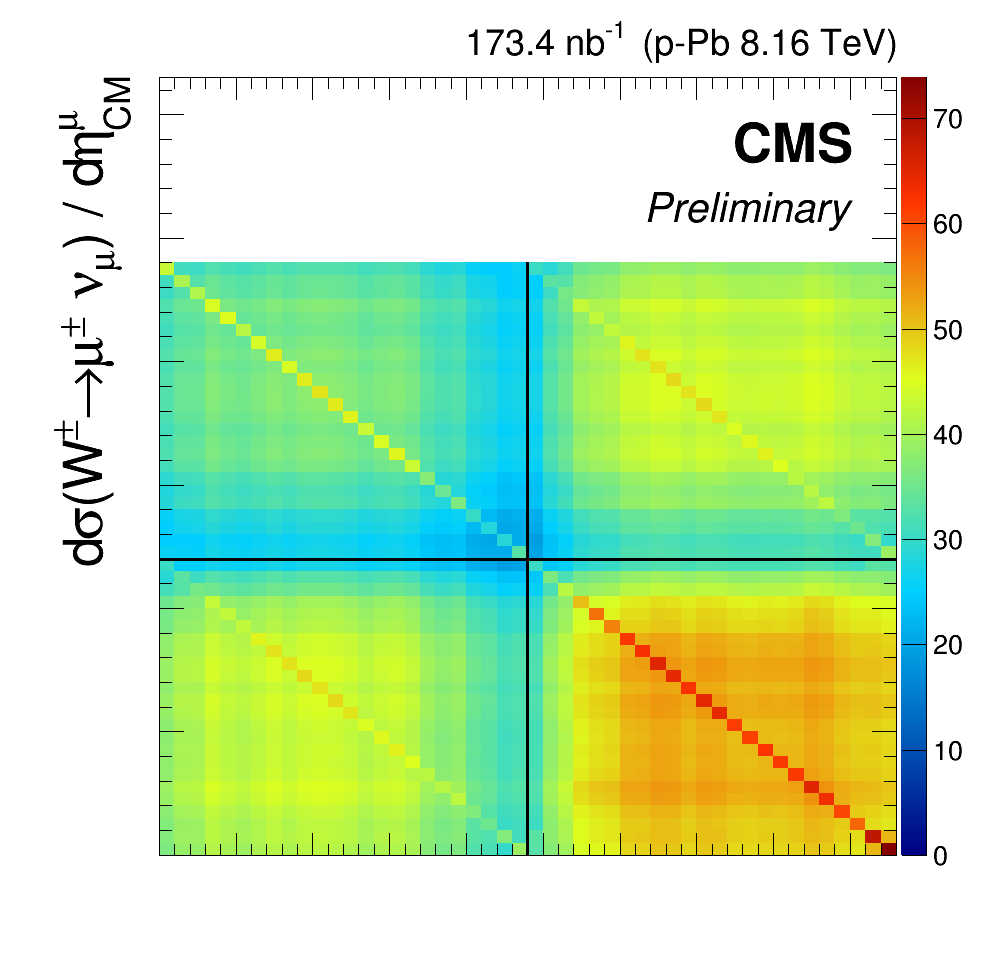 173.4 nb⁻¹ (p-Pb 8.16 TeV)
dσ(W±→μ± νμ) / dημCM
CMS
Preliminary
70
60
50
40
30
20
10
0